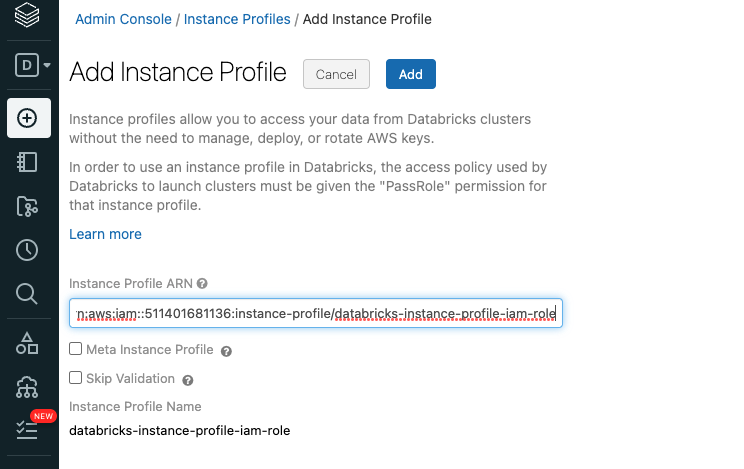 Admin Console / Instance Profiles / Add Instance Profile
D
Add Instance Profile
Cancel
Add
Instance profiles allow you to access your data from Databricks clusters
without the need to manage, deploy, or rotate AWS keys.
In order to use an instance profile in Databricks, the access policy used by
Databricks to launch clusters must be given the "PassRole" permission for
that instance profile.
Learn more
Instance Profile ARN ?
n:aws:iam::511401681136:instance-profile/databricks-instance-profile-iam-role
Meta Instance Profile ?
Skip Validation ?
Instance Profile Name
NEW
databricks-instance-profile-iam-role